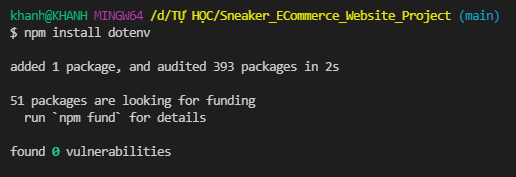 khanh@KHANH MINGW64 /d/TỰ HỌC/Sneaker_ECommerce_Website_Project (main)
$ npm install dotenv
added 1 package, and audited 393 packages in 2s
51 packages are looking for funding
run `npm fund` for details
found 0 vulnerabilities